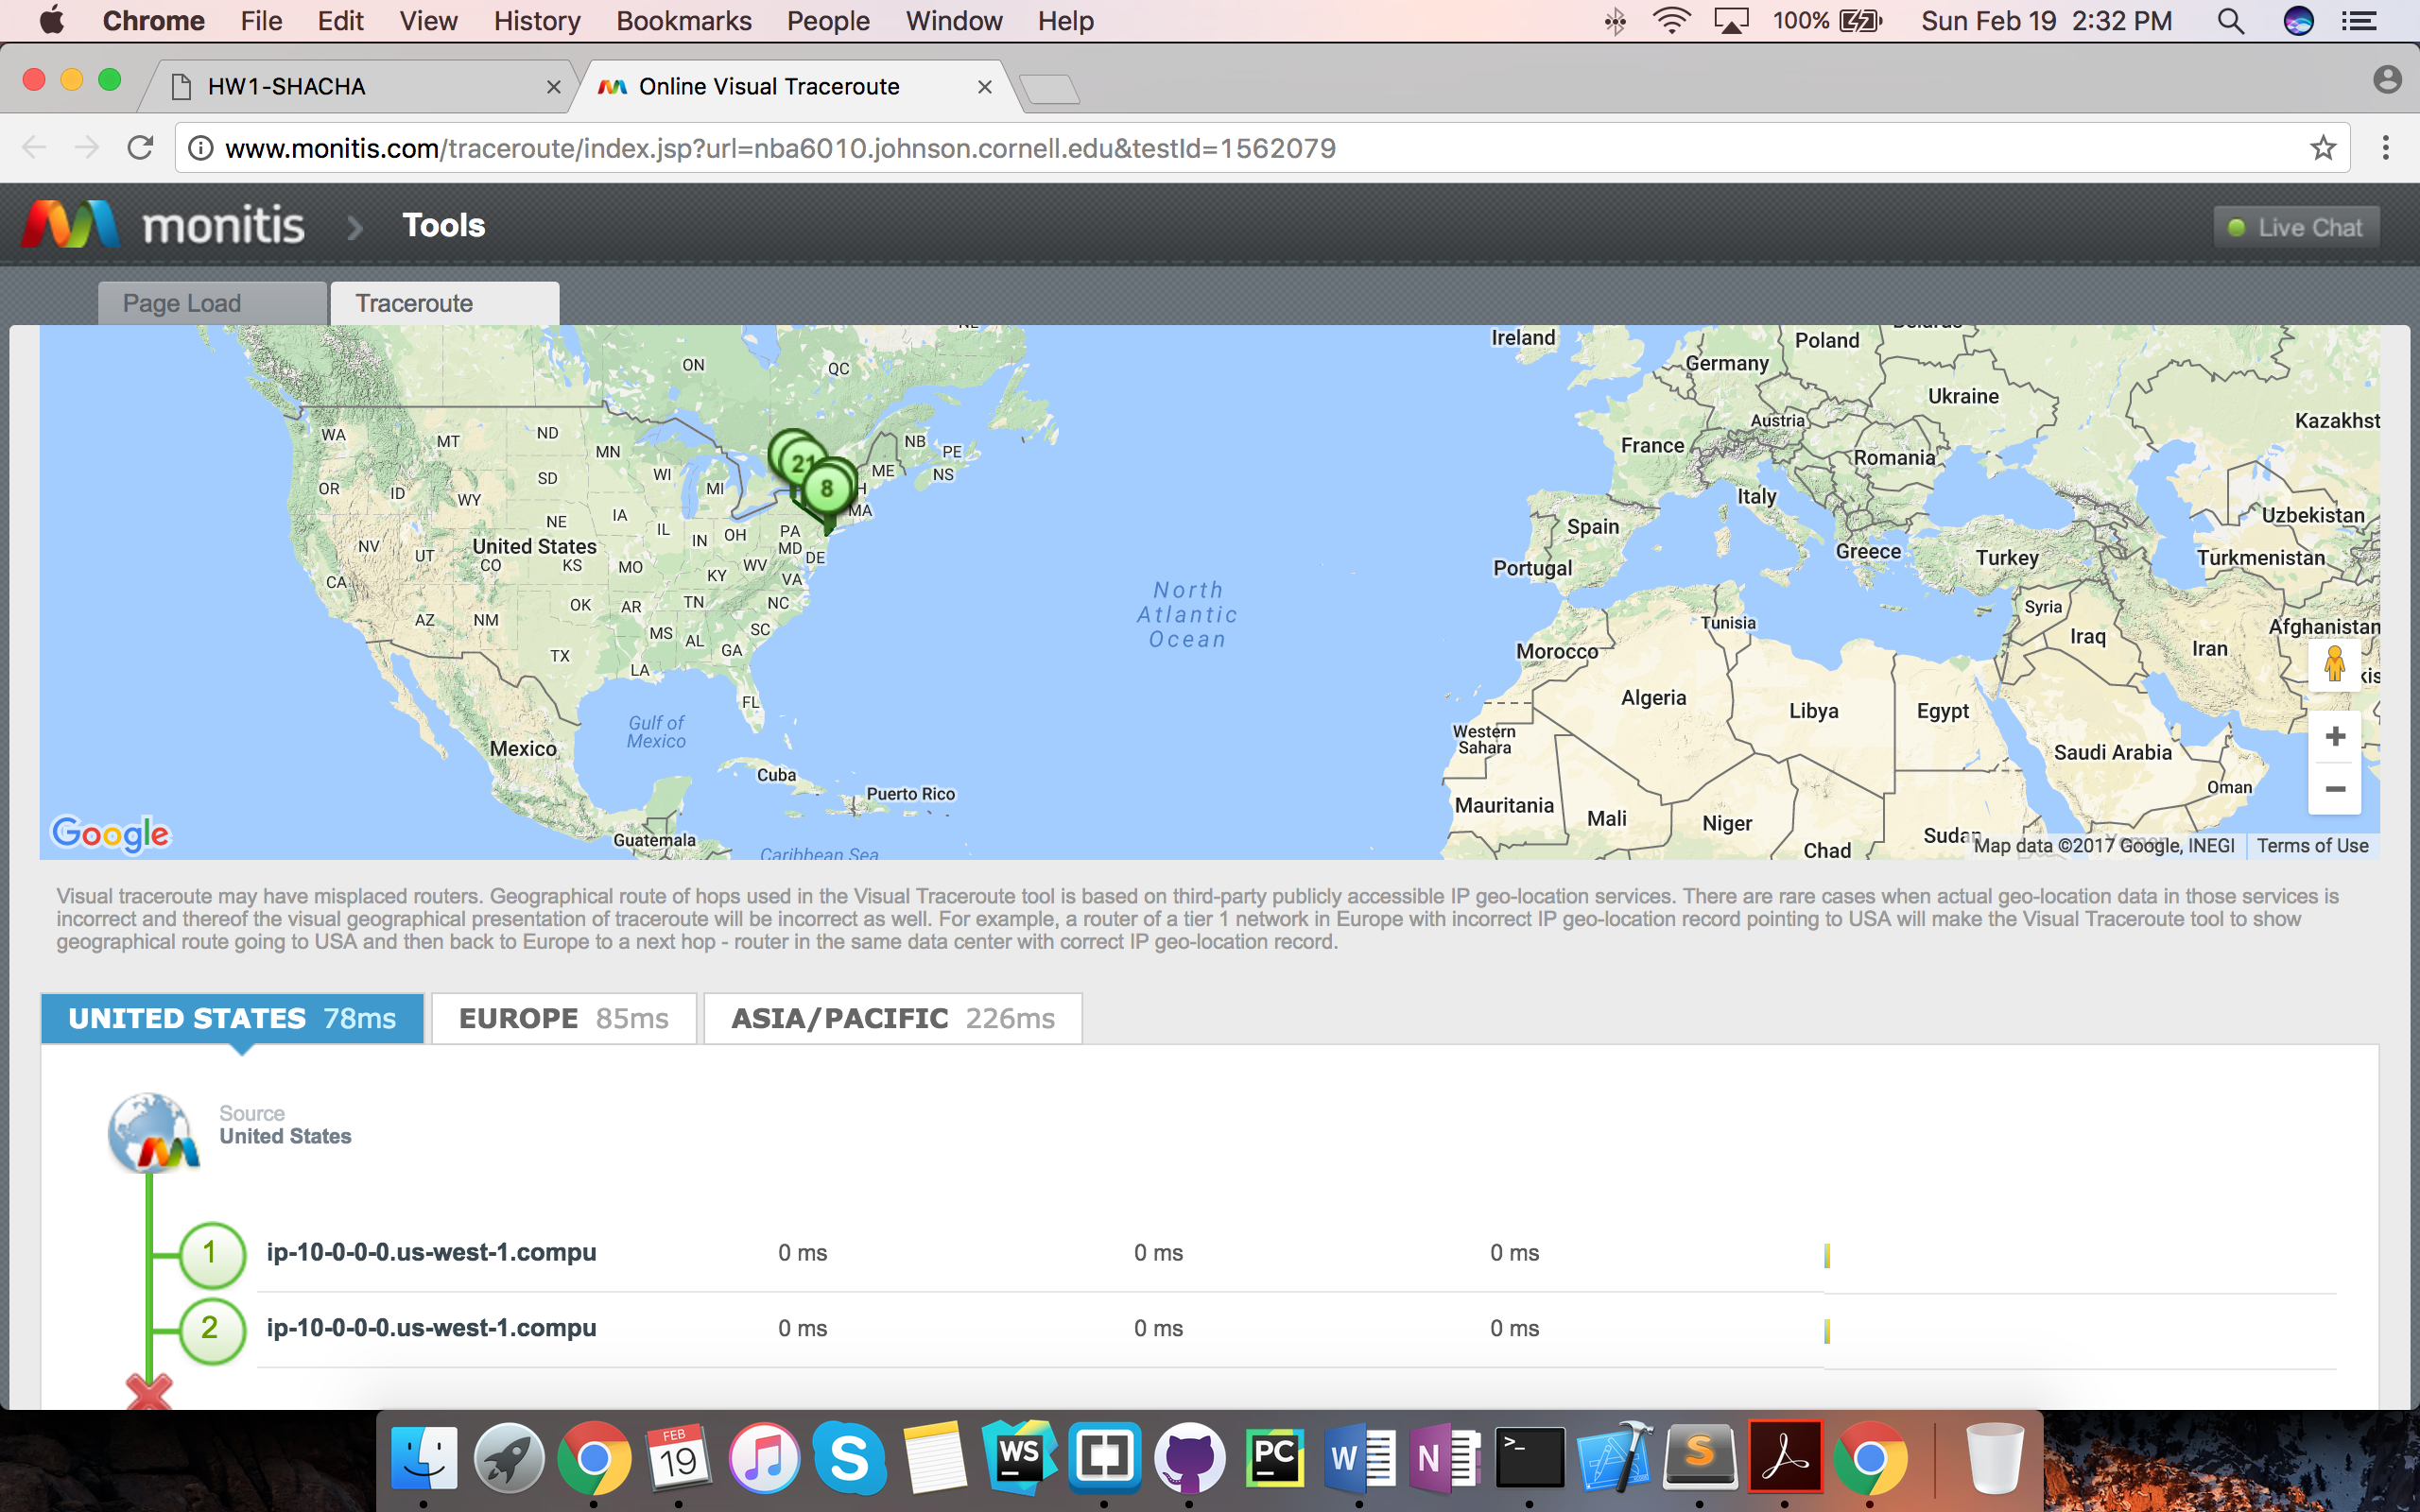 Chrome File Edit View History Bookmarks People Window Help 100% Sun Feb 19 2:32 PM
HW1-SHACHA
Online Visual Traceroute
www.monitis.com/traceroute/index.jsp?url=nba6010.johnson.cornell.edu&testId=1562079
monitis Tools
Live Chat
Page Load
Traceroute
Ireland
Poland
Germany
ON
QC
Ukraine
Austria
Kazakhst
WA
MT
ND
MN
NB
PE
France
Romania
WI
21
ME
NS
SD
OR
ID
WY
MI
8
H
Italy
MA
NE
IA
Spain
Uzbekistan
NV
UT
United States
CO
KS
IL
IN
OH
PA
MD
DE
Greece
Turkey
Turkmenistan
Portugal
MO
KY
WV
VA
CA
North
Atlantic
Ocean
OK
AR
TN
NC
Syria
AZ
NM
MS
AL
SC
GA
Tunisia
Iraq
Afghanistan
TX
LA
Morocco
Iran
kis
FL
Algeria
Libya
Egypt
Gulf of
Mexico
Western
Sahara
Mexico
Saudi Arabia
Cuba
Puerto Rico
Oman
Mauritania
Mali
Niger
Google
Guatemala
Caribbean Sea
Chad
Sudan
Yemen
Map data ©2017 Google, INEGI Terms of Use
Visual traceroute may have misplaced routers. Geographical route of hops used in the Visual Traceroute tool is based on third-party publicly accessible IP geo-location services. There are rare cases when actual geo-location data in those services is
incorrect and thereof the visual geographical presentation of traceroute will be incorrect as well. For example, a router of a tier 1 network in Europe with incorrect IP geo-location record pointing to USA will make the Visual Traceroute tool to show
geographical route going to USA and then back to Europe to a next hop - router in the same data center with correct IP geo-location record.
UNITED STATES 78ms
EUROPE 85ms
ASIA/PACIFIC 226ms
Source
United States
1 ip-10-0-0-0.us-west-1.compu 0 ms 0 ms 0 ms
2 ip-10-0-0-0.us-west-1.compu 0 ms 0 ms 0 ms
FEB
19
S
WS
PC
W
N
>_
S